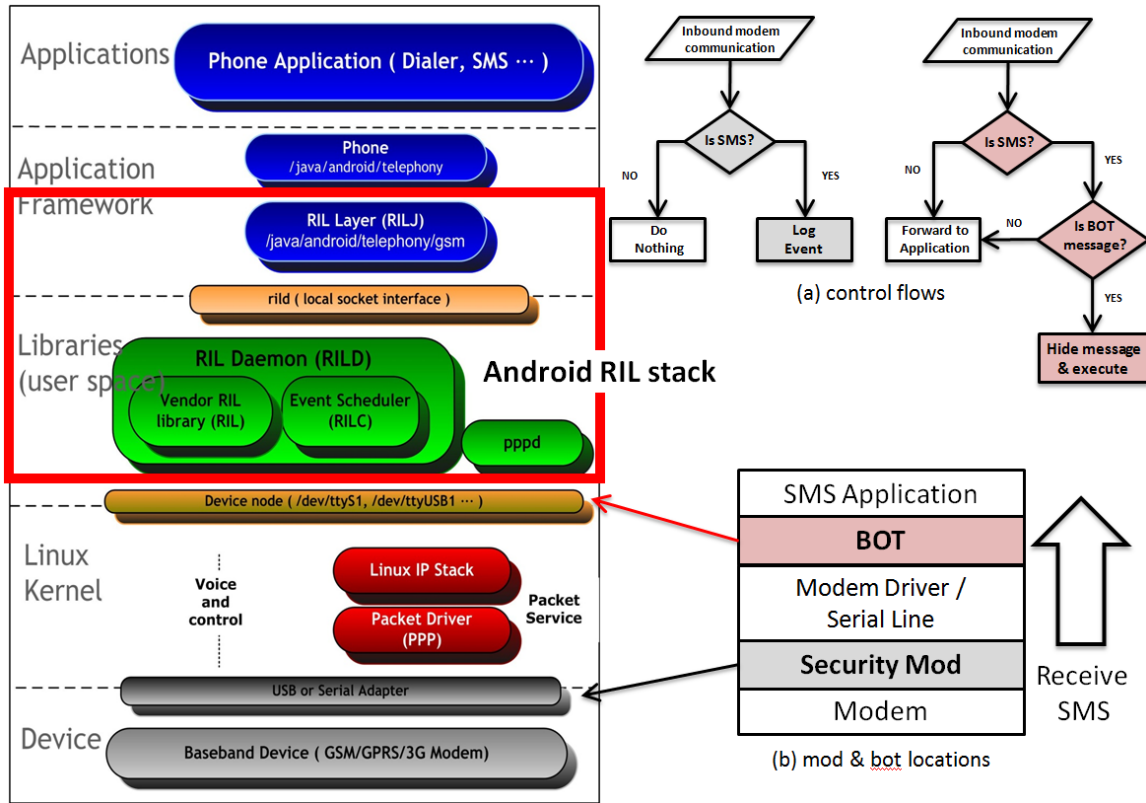 Applications
Phone Application ( Dialer, SMS ··· )
Application
Framework
Phone
/java/android/telephony
RIL Layer (RILJ)
/java/android/telephony/gsm
rild ( local socket interface )
Libraries
(user space)
RIL Daemon (RILD)
Vendor RIL
library (RIL)
Event Scheduler
(RILC)
pppd
Android RIL stack
Device node ( /dev/ttyS1, /dev/ttyUSB1 ··· )
Linux
Kernel
Voice
and
control
Linux IP Stack
Packet Driver
(PPP)
Packet
Service
USB or Serial Adapter
Device
Baseband Device ( GSM/GPRS/3G Modem)
Inbound modem
communication
Is SMS?
NO
YES
Do
Nothing
Log
Event
Inbound modem
communication
Is SMS?
YES
NO
Forward to
Application
NO
Is BOT
message?
YES
Hide message
& execute
(a) control flows
SMS Application
BOT
Modem Driver /
Serial Line
Security Mod
Modem
Receive
SMS
(b) mod & bot locations